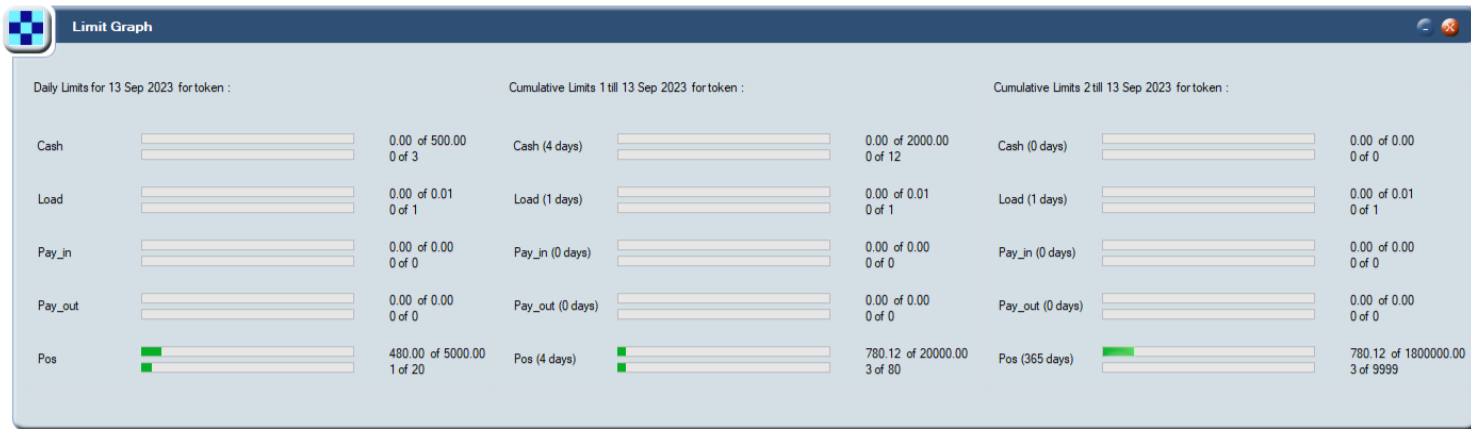 Limit Graph
Daily Limits for 13 Sep 2023 for token :
Cumulative Limits 1 till 13 Sep 2023 for token :
Cumulative Limits 2 till 13 Sep 2023 for token :
Cash
0.00 of 500.00
0 of 3
Cash (4 days)
0.00 of 2000.00
0 of 12
Cash (0 days)
0.00 of 0.00
0 of 0
Load
0.00 of 0.01
0 of 1
Load (1 days)
0.00 of 0.01
0 of 1
Load (1 days)
0.00 of 0.01
0 of 1
Pay_in
0.00 of 0.00
0 of 0
Pay_in (0 days)
0.00 of 0.00
0 of 0
Pay_in (0 days)
0.00 of 0.00
0 of 0
Pay_out
0.00 of 0.00
0 of 0
Pay_out (0 days)
0.00 of 0.00
0 of 0
Pay_out (0 days)
0.00 of 0.00
0 of 0
Pos
480.00 of 5000.00
1 of 20
Pos (4 days)
780.12 of 20000.00
3 of 80
Pos (365 days)
780.12 of 1800000.00
3 of 9999